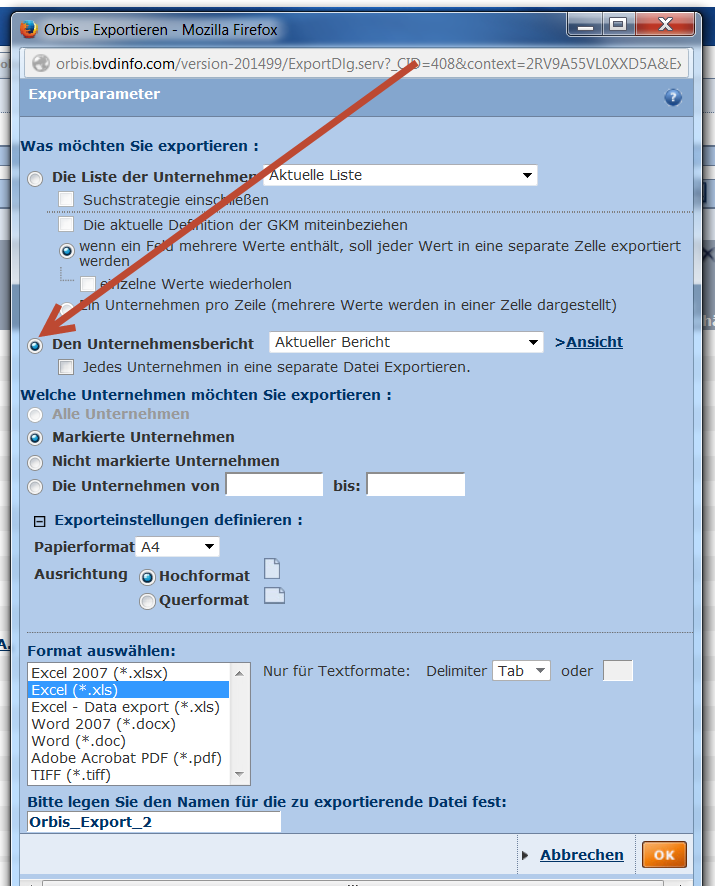 Orbis - Exportieren - Mozilla Firefox
orbis.bvdinfo.com/version-201499/ExportDlg.serv?_CID=408&context=2RV9A55VL0XXD5A&Ex
Exportparameter ?
Was möchten Sie exportieren :
Die Liste der Unternehmen Aktuelle Liste
Suchstrategie einschließen
Die aktuelle Definition der GKM miteinbeziehen
wenn ein Feld mehrere Werte enthält, soll jeder Wert in eine separate Zelle exportiert
werden
einzelne Werte wiederholen
Ein Unternehmen pro Zeile (mehrere Werte werden in einer Zelle dargestellt)
Den Unternehmensbericht Aktueller Bericht >Ansicht
Jedes Unternehmen in eine separate Datei Exportieren.
Welche Unternehmen möchten Sie exportieren :
Alle Unternehmen
Markierte Unternehmen
Nicht markierte Unternehmen
Die Unternehmen von bis:
Exporteinstellungen definieren :
Papierformat A4
Ausrichtung Hochformat
Querformat
Format auswählen:
Nur für Textformate: Delimiter Tab oder
Excel 2007 (*.xlsx)
Excel (*.xls)
Excel - Data export (*.xls)
Word 2007 (*.docx)
Word (*.doc)
Adobe Acrobat PDF (*.pdf)
TIFF (*.tiff)
Bitte legen Sie den Namen für die zu exportierende Datei fest:
Orbis_Export_2
Abbrechen OK